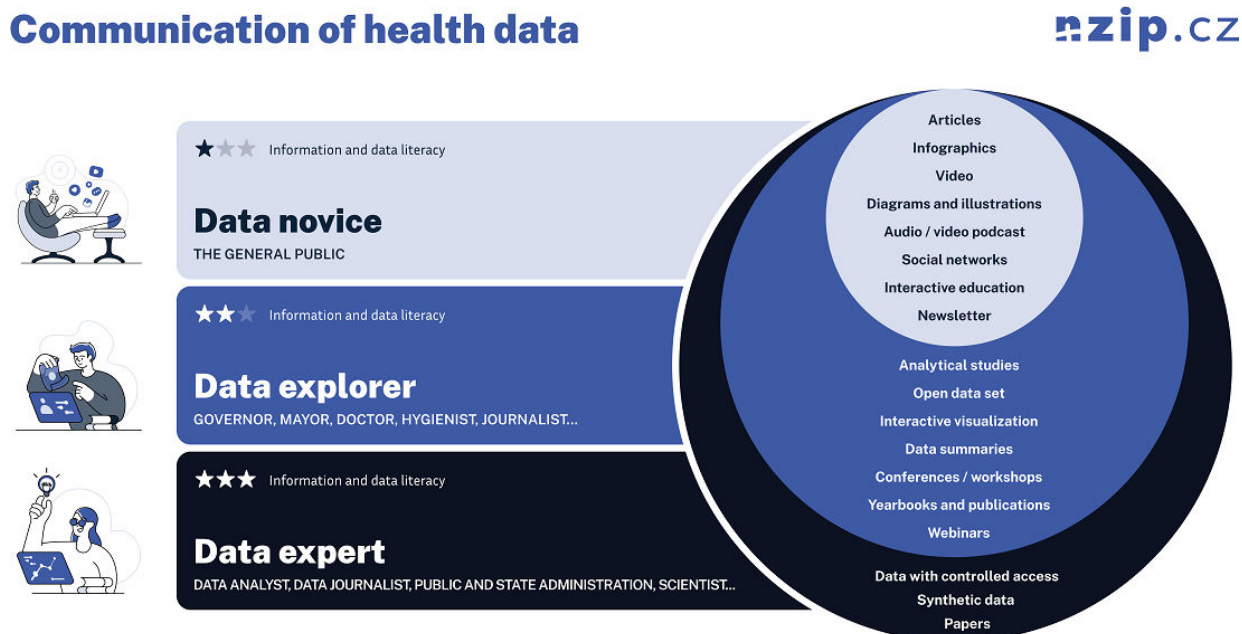 Communication of health data
nzip.cz
Information and data literacy
Data novice
THE GENERAL PUBLIC
Information and data literacy
Data explorer
GOVERNOR, MAYOR, DOCTOR, HYGIENIST, JOURNALIST...
Information and data literacy
Data expert
DATA ANALYST, DATA JOURNALIST, PUBLIC AND STATE ADMINISTRATION, SCIENTIST...
Articles
Infographics
Video
Diagrams and illustrations
Audio / video podcast
Social networks
Interactive education
Newsletter
Analytical studies
Open data set
Interactive visualization
Data summaries
Conferences / workshops
Yearbooks and publications
Webinars
Data with controlled access
Synthetic data
Papers